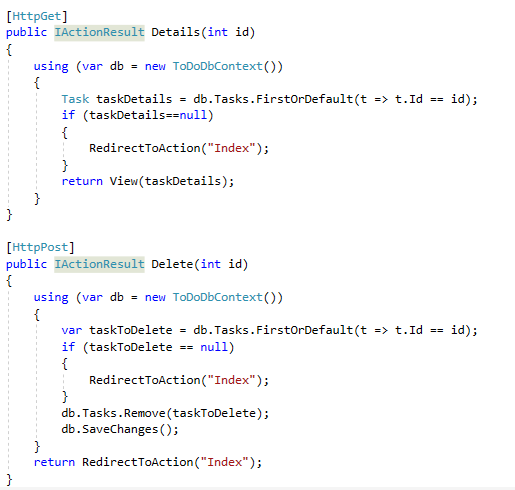 [HttpGet]
public IActionResult Details(int id)
{
    using (var db = new ToDoDbContext())
    {
        Task taskDetails = db.Tasks.FirstOrDefault(t => t.Id == id);
        if (taskDetails==null)
        {
            RedirectToAction("Index");
        }
        return View(taskDetails);
    }
}

[HttpPost]
public IActionResult Delete(int id)
{
    using (var db = new ToDoDbContext())
    {
        var taskToDelete = db.Tasks.FirstOrDefault(t => t.Id == id);
        if (taskToDelete == null)
        {
            RedirectToAction("Index");
        }
        db.Tasks.Remove(taskToDelete);
        db.SaveChanges();
    }
    return RedirectToAction("Index");
}